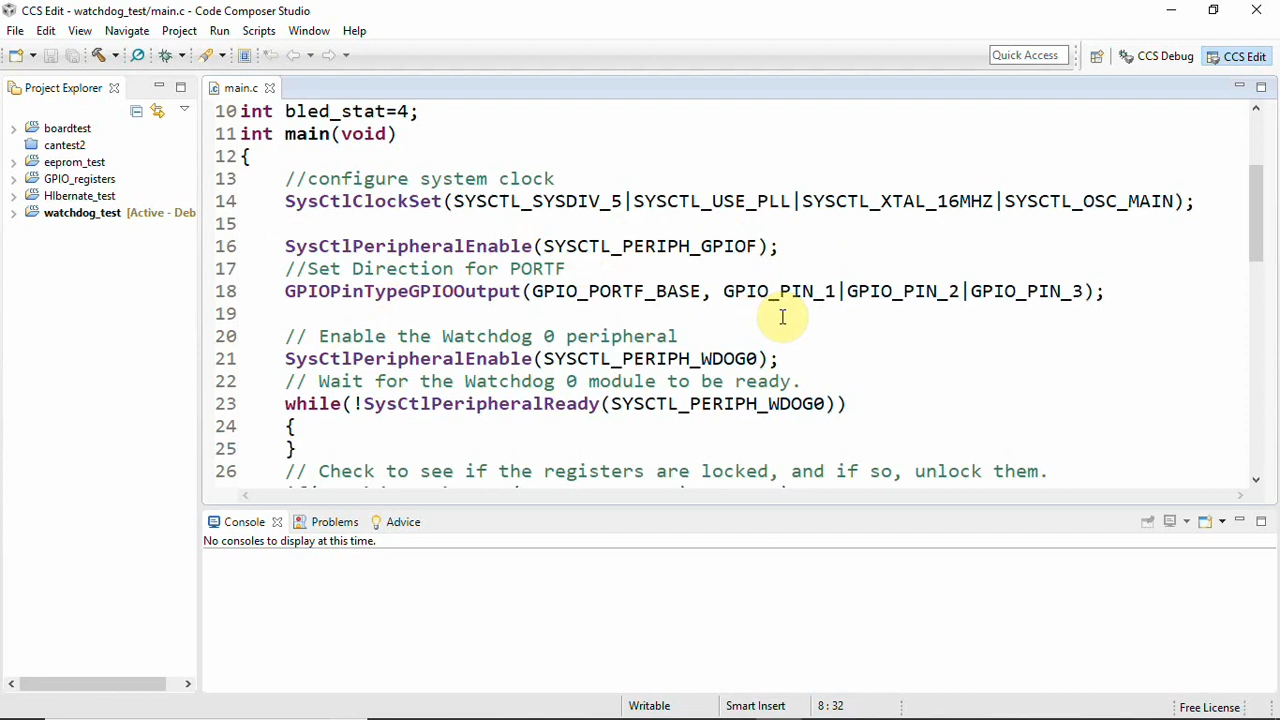 CCS Edit - watchdog_test/main.c - Code Composer Studio
File Edit View Navigate Project Run Scripts Window Help
Quick Access
CCS Debug
CCS Edit
Project Explorer
boardtest
cantest2
eeprom_test
GPIO_registers
HIbernate_test
watchdog_test [Active - Deb
main.c
10 int bled_stat=4;
11 int main(void)
12 {
13 //configure system clock
14 SysCtlClockSet(SYSCTL_SYSDIV_5|SYSCTL_USE_PLL|SYSCTL_XTAL_16MHZ|SYSCTL_OSC_MAIN);
15
16 SysCtlPeripheralEnable(SYSCTL_PERIPH_GPIOF);
17 //Set Direction for PORTF
18 GPIOPinTypeGPIOOutput(GPIO_PORTF_BASE, GPIO_PIN_1|GPIO_PIN_2|GPIO_PIN_3);
19
20 // Enable the Watchdog 0 peripheral
21 SysCtlPeripheralEnable(SYSCTL_PERIPH_WDOG0);
22 // Wait for the Watchdog 0 module to be ready.
23 while(!SysCtlPeripheralReady(SYSCTL_PERIPH_WDOG0))
24 {
25 }
26 // Check to see if the registers are locked, and if so, unlock them.
Console Problems Advice
No consoles to display at this time.
Writable Smart Insert 8 : 32 Free License